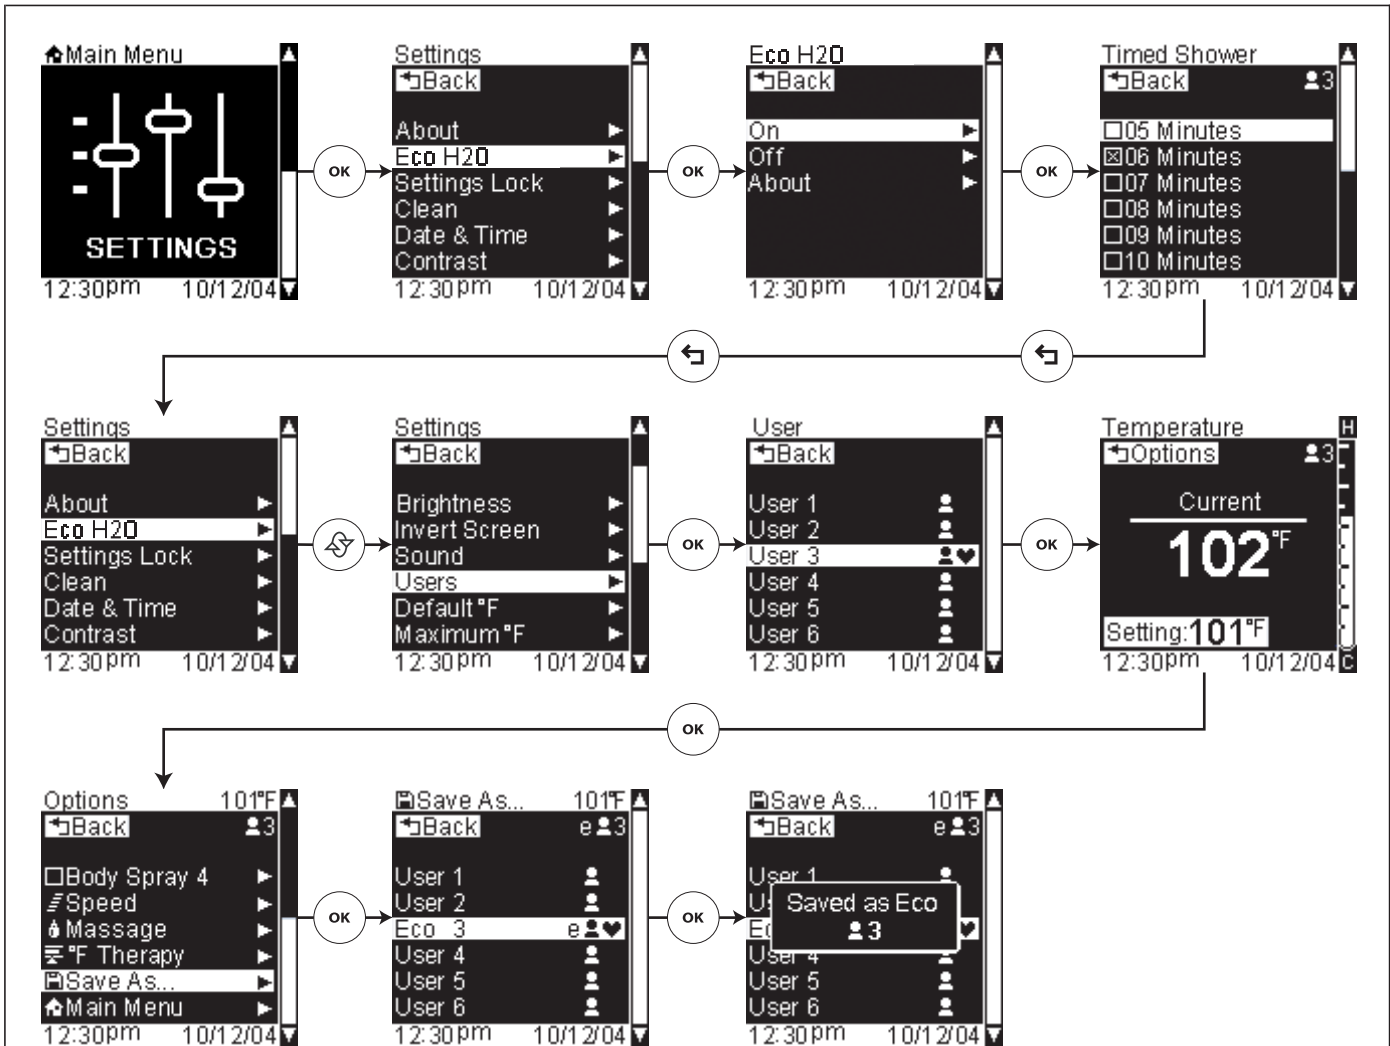 Main Menu
SETTINGS
12:30pm 10/12/04
OK
Settings
Back
About
Eco H2O
Settings Lock
Clean
Date & Time
Contrast
12:30pm 10/12/04
OK
Eco H2O
Back
On
Off
About
12:30pm 10/12/04
OK
Timed Shower
Back 3
05 Minutes
06 Minutes
07 Minutes
08 Minutes
09 Minutes
10 Minutes
12:30pm 10/12/04
Settings
Back
About
Eco H2O
Settings Lock
Clean
Date & Time
Contrast
12:30pm 10/12/04
Settings
Back
Brightness
Invert Screen
Sound
Users
Default°F
Maximum°F
12:30pm 10/12/04
OK
User
Back
User 1
User 2
User 3
User 4
User 5
User 6
12:30pm 10/12/04
OK
Temperature H
Options 3
Current
102°F
Setting:101°F
12:30pm 10/12/04 C
OK
Options 101°F
Back 3
Body Spray 4
Speed
Massage
°F Therapy
Save As...
Main Menu
12:30pm 10/12/04
OK
Save As... 101°F
Back e 3
User 1
User 2
Eco 3 e
User 4
User 5
User 6
12:30pm 10/12/04
OK
Save As... 101°F
Back e 3
User 1
Saved as Eco
3
User 4
User 5
User 6
12:30pm 10/12/04